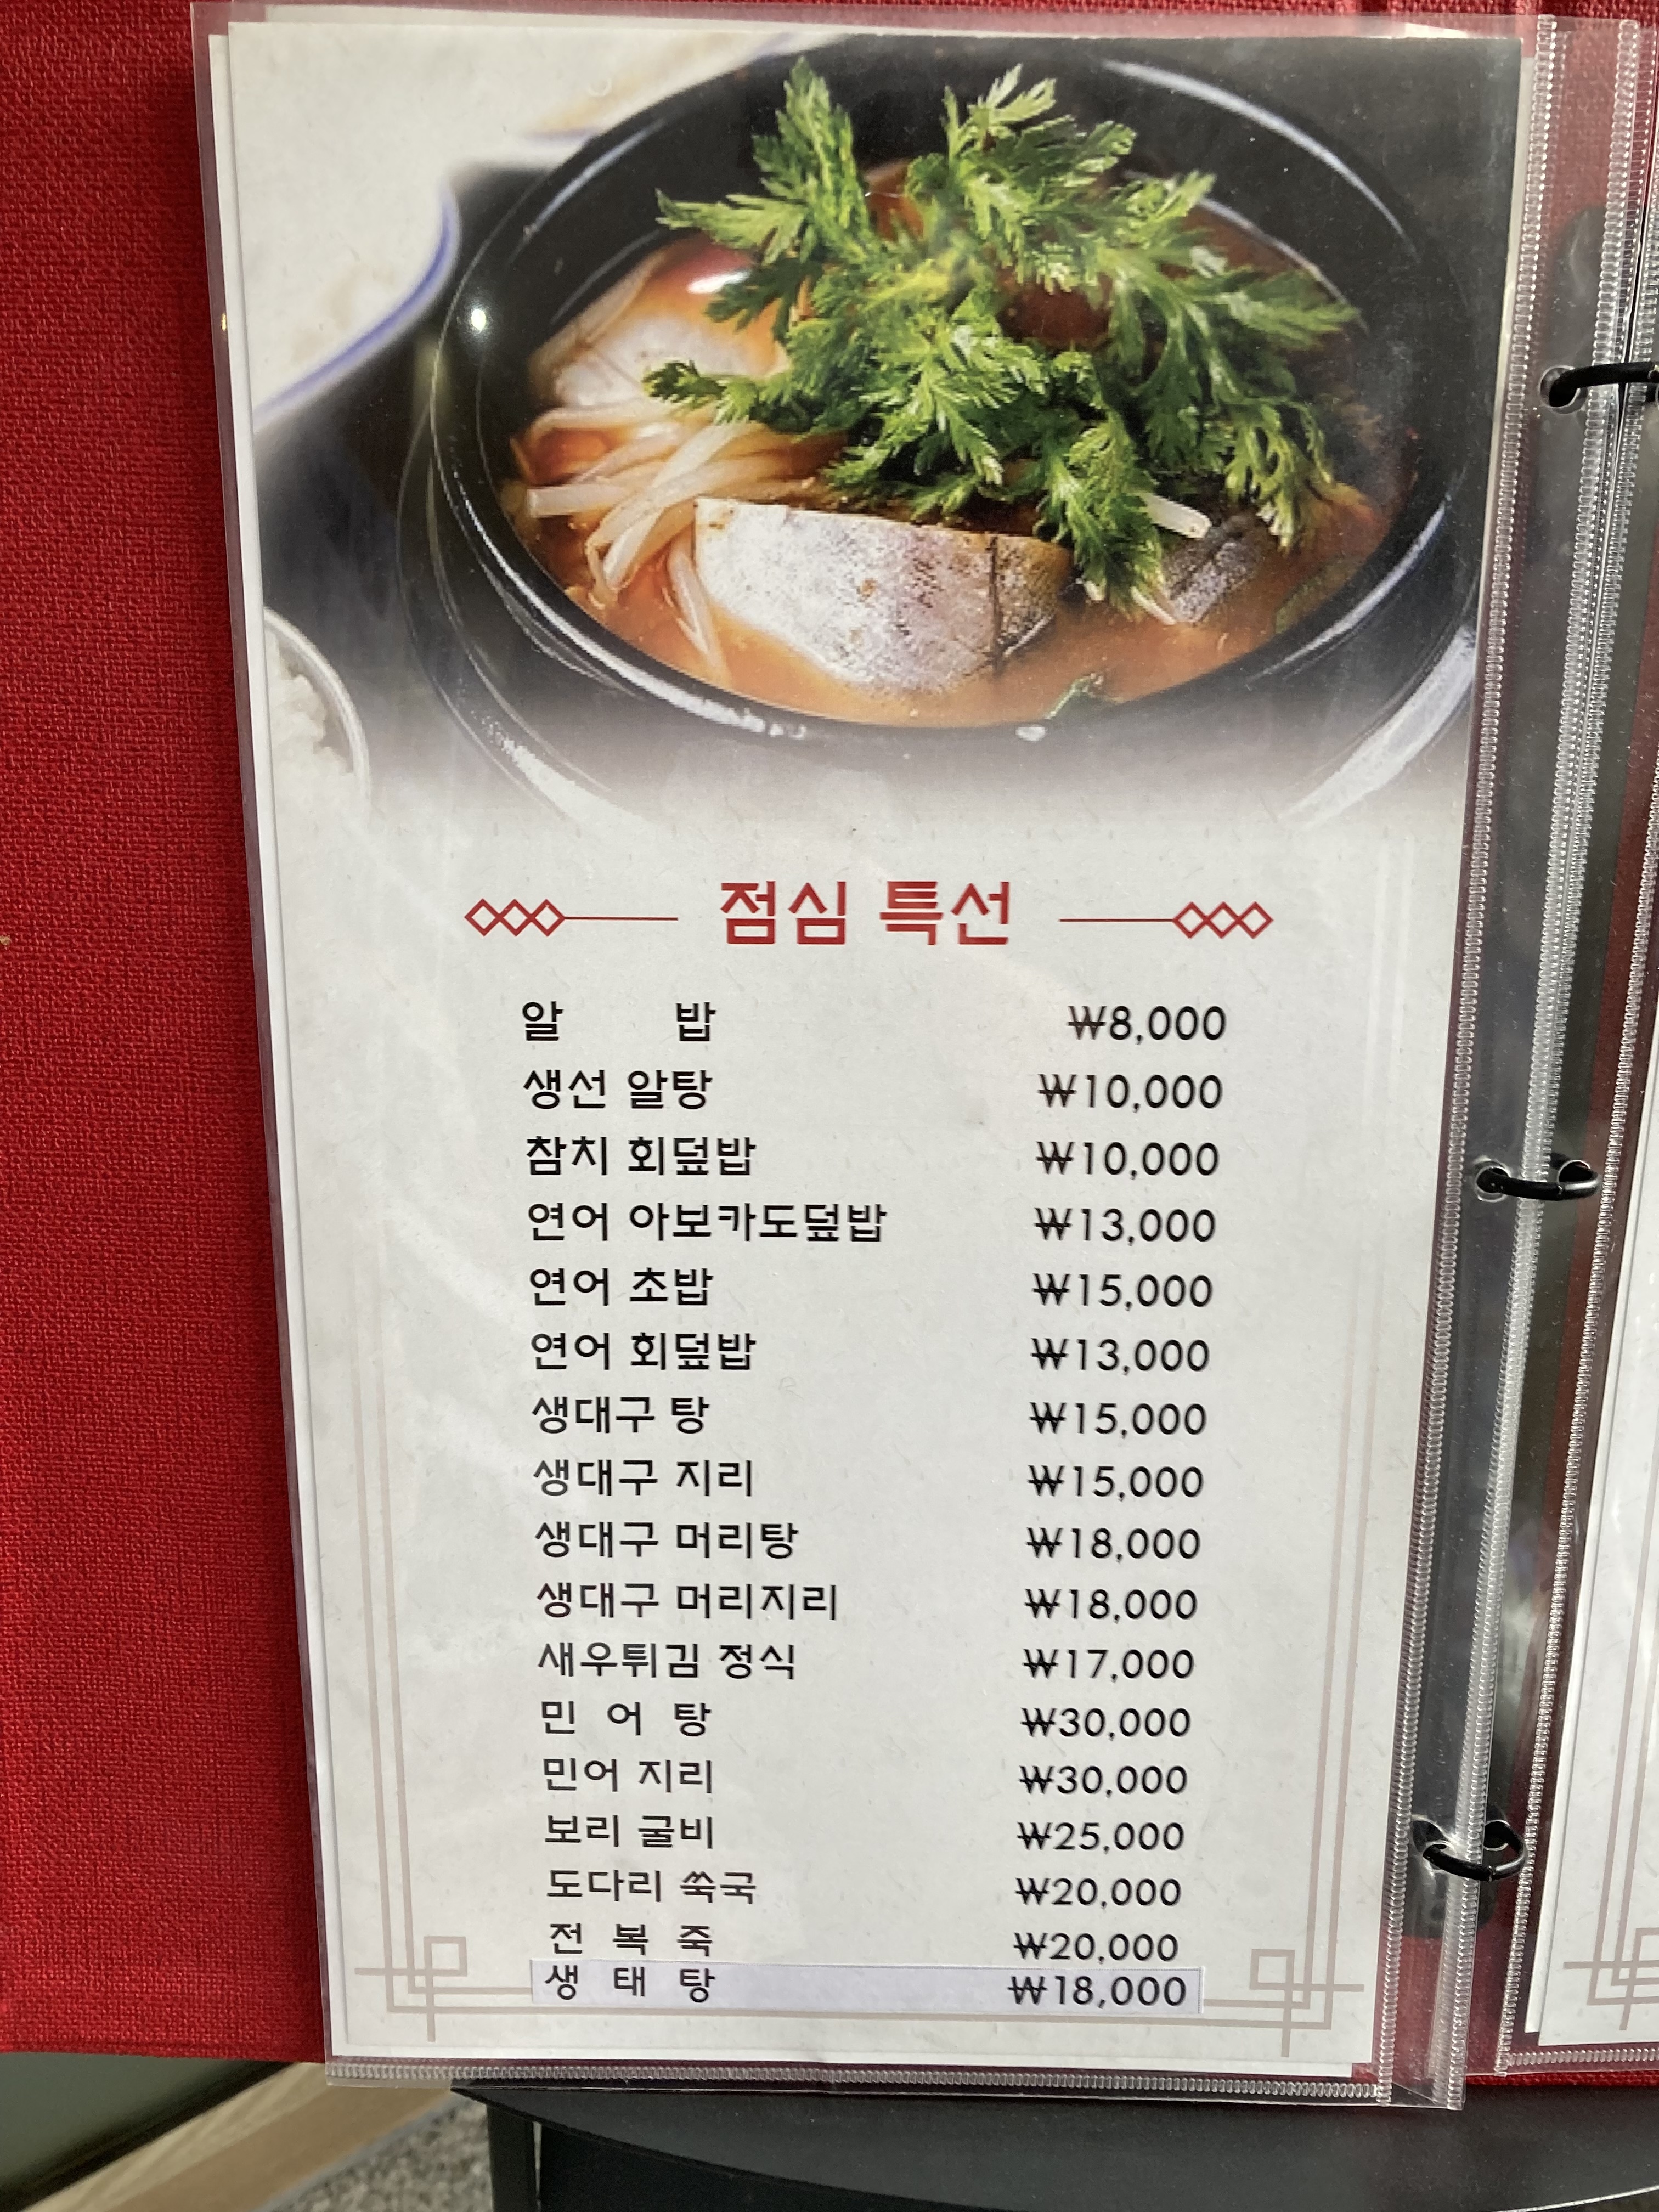 점심 특선
알 밥 ₩8,000
생선 알탕 ₩10,000
참치 회덮밥 ₩10,000
연어 아보카도덮밥 ₩13,000
연어 초밥 ₩15,000
연어 회덮밥 ₩13,000
생대구 탕 ₩15,000
생대구 지리 ₩15,000
생대구 머리탕 ₩18,000
생대구 머리지리 ₩18,000
새우튀김 정식 ₩17,000
민 어 탕 ₩30,000
민어 지리 ₩30,000
보리 굴비 ₩25,000
도다리 쑥국 ₩20,000
전 복 죽 ₩20,000
생 태 탕 ₩18,000